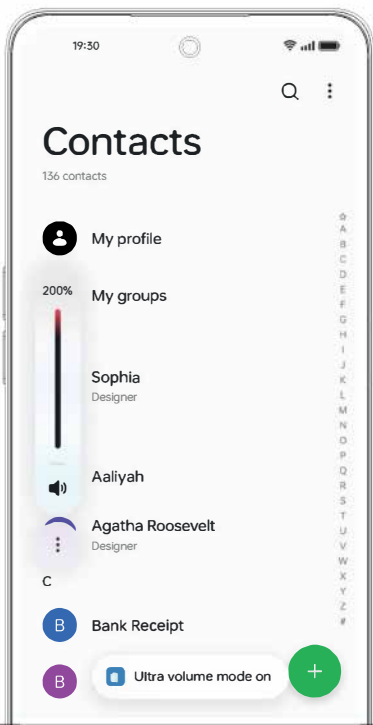 19:30
Contacts
136 contacts
My profile
200%
My groups
Sophia
Designer
Aaliyah
Agatha Roosevelt
Designer
C
B Bank Receipt
B
Ultra volume mode on
+
A
B
C
D
E
F
G
H
I
J
K
L
M
N
O
P
Q
R
S
T
U
V
W
X
Y
Z
#